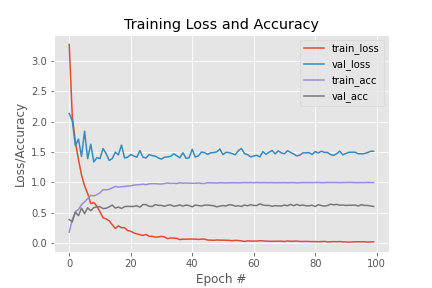 Training Loss and Accuracy
train_loss
val_loss
train_acc
val_acc
3.0
2.5
2.0
1.5
1.0
0.5
0.0
Loss/Accuracy
0 20 40 60 80 100
Epoch #